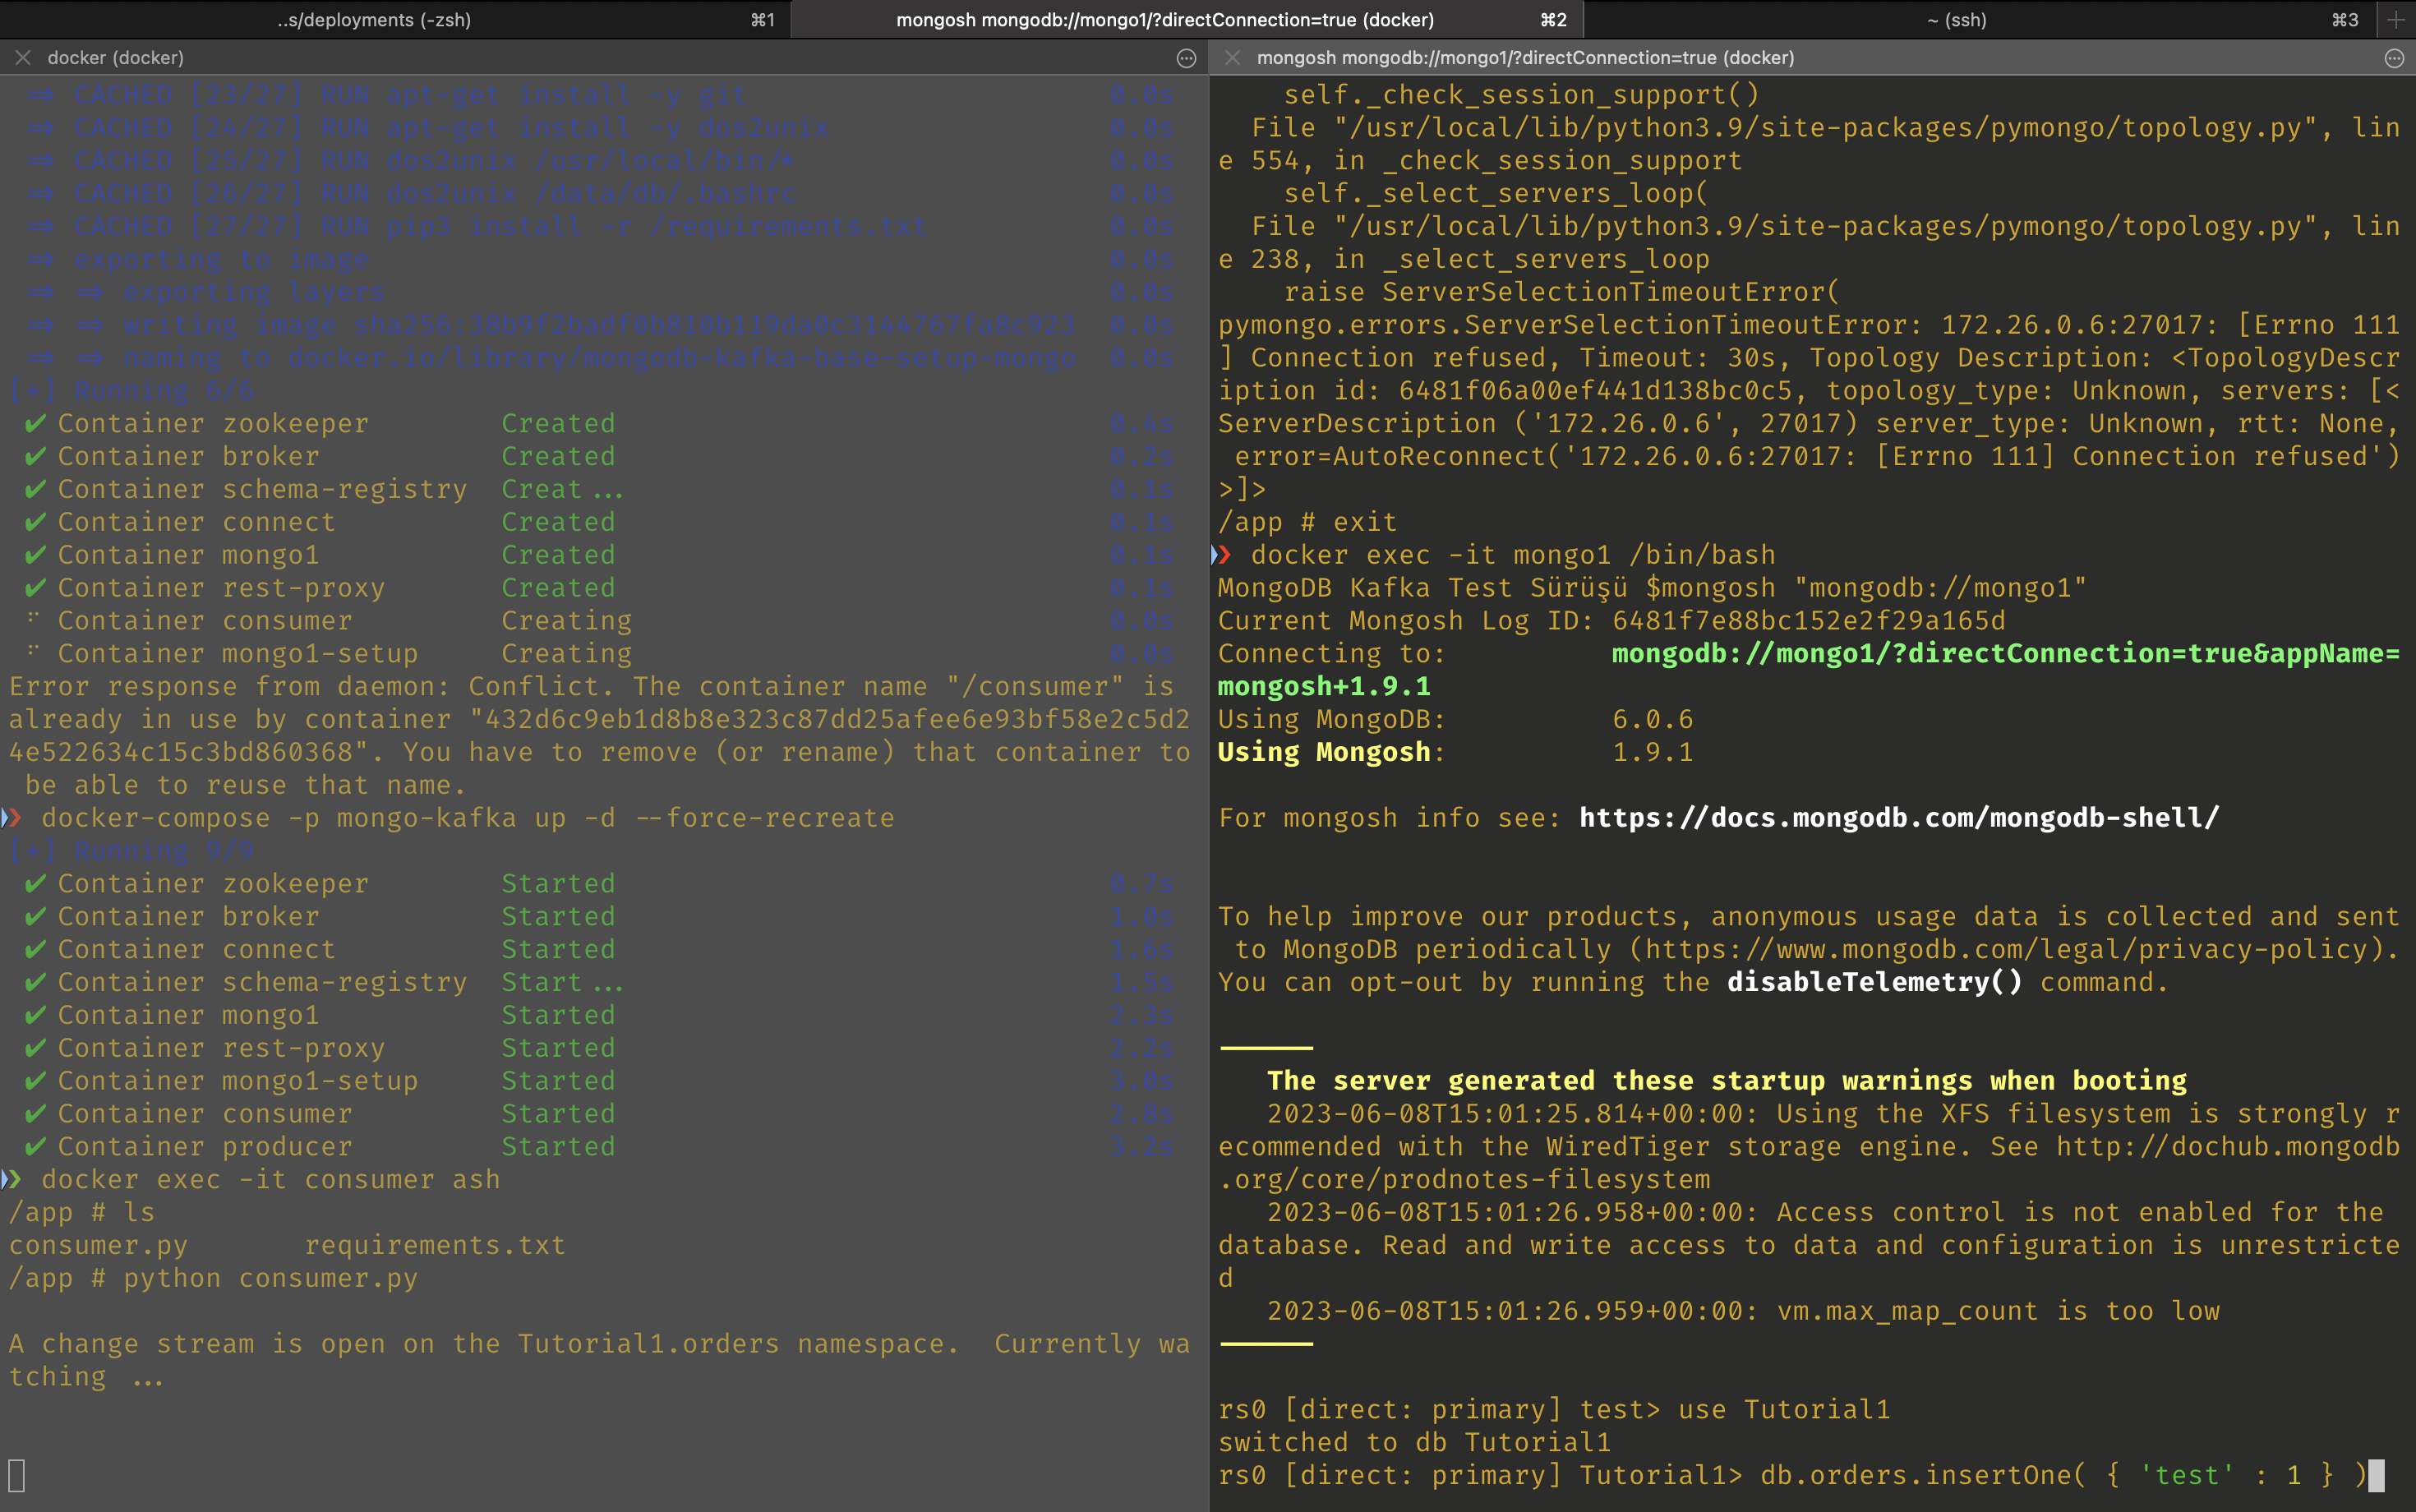 ..s/deployments (-zsh) ⌘1 mongosh mongodb://mongo1/?directConnection=true (docker) ⌘2 ~ (ssh) ⌘3
docker (docker)
⇒ CACHED [23/27] RUN apt-get install -y git 0.0s
⇒ CACHED [24/27] RUN apt-get install -y dos2unix 0.0s
⇒ CACHED [25/27] RUN dos2unix /usr/local/bin/* 0.0s
⇒ CACHED [26/27] RUN dos2unix /data/db/.bashrc 0.0s
⇒ CACHED [27/27] RUN pip3 install -r /requirements.txt 0.0s
⇒ exporting to image 0.0s
⇒ ⇒ exporting layers 0.0s
⇒ ⇒ writing image sha256:38b9f2badf0b810b119da0c3144767fa8c923 0.0s
⇒ ⇒ naming to docker.io/library/mongodb-kafka-base-setup-mongo 0.0s
[+] Running 6/6
✔ Container zookeeper Created 0.4s
✔ Container broker Created 0.2s
✔ Container schema-registry Creat... 0.1s
✔ Container connect Created 0.1s
✔ Container mongo1 Created 0.1s
✔ Container rest-proxy Created 0.1s
⠋ Container consumer Creating 0.0s
⠋ Container mongo1-setup Creating 0.0s
Error response from daemon: Conflict. The container name "/consumer" is
already in use by container "432d6c9eb1d8b8e323c87dd25afee6e93bf58e2c5d2
4e522634c15c3bd860368". You have to remove (or rename) that container to
be able to reuse that name.
❯ docker-compose -p mongo-kafka up -d --force-recreate
[+] Running 9/9
✔ Container zookeeper Started 0.7s
✔ Container broker Started 1.0s
✔ Container connect Started 1.6s
✔ Container schema-registry Start... 1.5s
✔ Container mongo1 Started 2.3s
✔ Container rest-proxy Started 2.2s
✔ Container mongo1-setup Started 3.0s
✔ Container consumer Started 2.8s
✔ Container producer Started 3.2s
❯ docker exec -it consumer ash
/app # ls
consumer.py requirements.txt
/app # python consumer.py
A change stream is open on the Tutorial1.orders namespace.  Currently wa
tching ...
mongosh mongodb://mongo1/?directConnection=true (docker)
self._check_session_support()
File "/usr/local/lib/python3.9/site-packages/pymongo/topology.py", lin
e 554, in _check_session_support
self._select_servers_loop(
File "/usr/local/lib/python3.9/site-packages/pymongo/topology.py", lin
e 238, in _select_servers_loop
raise ServerSelectionTimeoutError(
pymongo.errors.ServerSelectionTimeoutError: 172.26.0.6:27017: [Errno 111
] Connection refused, Timeout: 30s, Topology Description: <TopologyDescr
iption id: 6481f06a00ef441d138bc0c5, topology_type: Unknown, servers: [<
ServerDescription ('172.26.0.6', 27017) server_type: Unknown, rtt: None,
error=AutoReconnect('172.26.0.6:27017: [Errno 111] Connection refused')
>]>
/app # exit
❯ docker exec -it mongo1 /bin/bash
MongoDB Kafka Test Sürüşü $mongosh "mongodb://mongo1"
Current Mongosh Log ID: 6481f7e88bc152e2f29a165d
Connecting to: mongodb://mongo1/?directConnection=true&appName=
mongosh+1.9.1
Using MongoDB: 6.0.6
Using Mongosh: 1.9.1
For mongosh info see: https://docs.mongodb.com/mongodb-shell/
To help improve our products, anonymous usage data is collected and sent
to MongoDB periodically (https://www.mongodb.com/legal/privacy-policy).
You can opt-out by running the disableTelemetry() command.
------
The server generated these startup warnings when booting
2023-06-08T15:01:25.814+00:00: Using the XFS filesystem is strongly r
ecommended with the WiredTiger storage engine. See http://dochub.mongodb
.org/core/prodnotes-filesystem
2023-06-08T15:01:26.958+00:00: Access control is not enabled for the
database. Read and write access to data and configuration is unrestricte
d
2023-06-08T15:01:26.959+00:00: vm.max_map_count is too low
------
rs0 [direct: primary] test> use Tutorial1
switched to db Tutorial1
rs0 [direct: primary] Tutorial1> db.orders.insertOne( { 'test' : 1 } )